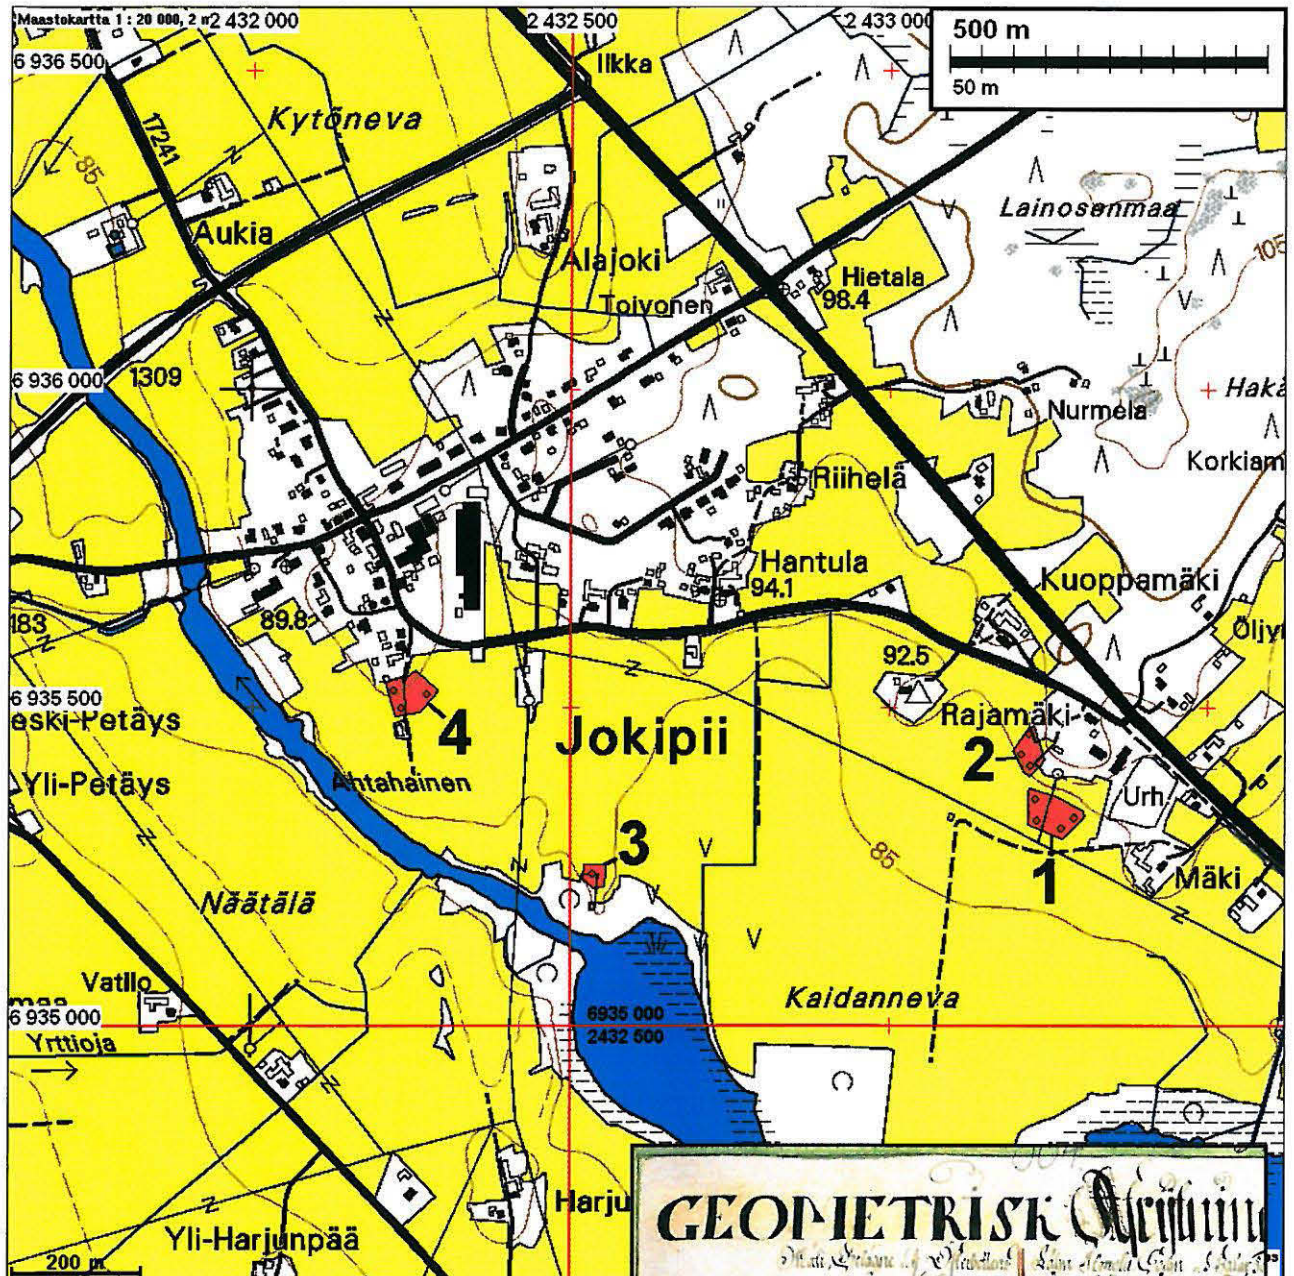 Maastokartta 1 : 20 000, 2 m
2 432 000
2 432 500
2 433 000
500 m
50 m
6 936 500
Ilkka
Kytöneva
17241
85
Lainosenmaa
Aukia
Alajoki
Hietala
105
Toivonen
98.4
6 936 000
1309
Nurmela
Haka
Korkiam
Riihelä
Hantula
94.1
Kuoppamäki
183
89.8
Öljy
92.5
6 935 500
eski-Petäys
4
Jokipii
Rajamäki
2
Yli-Petäys
Ahtahainen
Urh.
3
85
1
Mäki
Näätälä
Vatilo
maa
Kaidanneva
6 935 000
6935 000
2432 500
Yrttioja
Harju
Yli-Harjunpää
200 m
GEOMETRISK